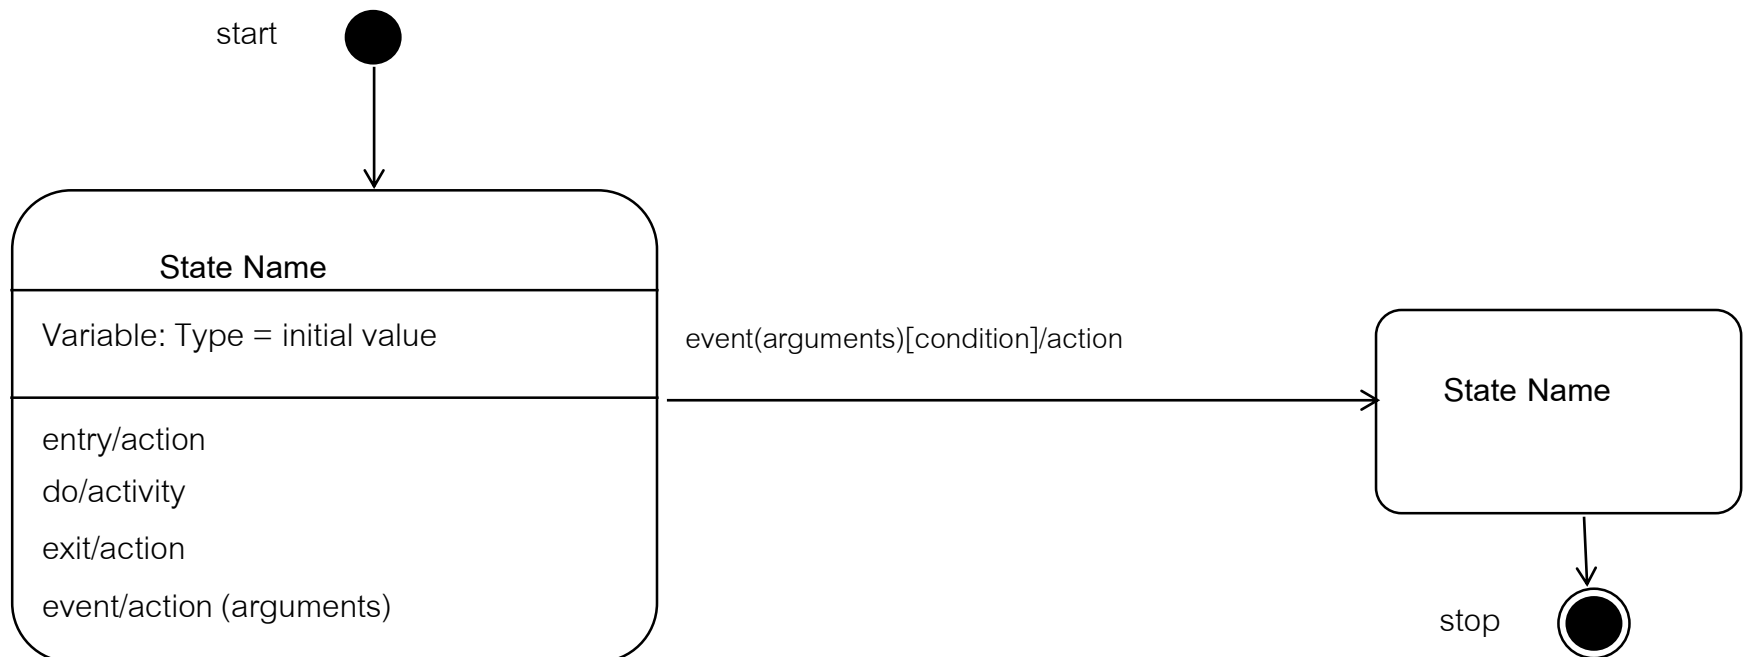 start
State Name
Variable: Type = initial value
event(arguments)[condition]/action
State Name
entry/action
do/activity
exit/action
event/action (arguments)
stop